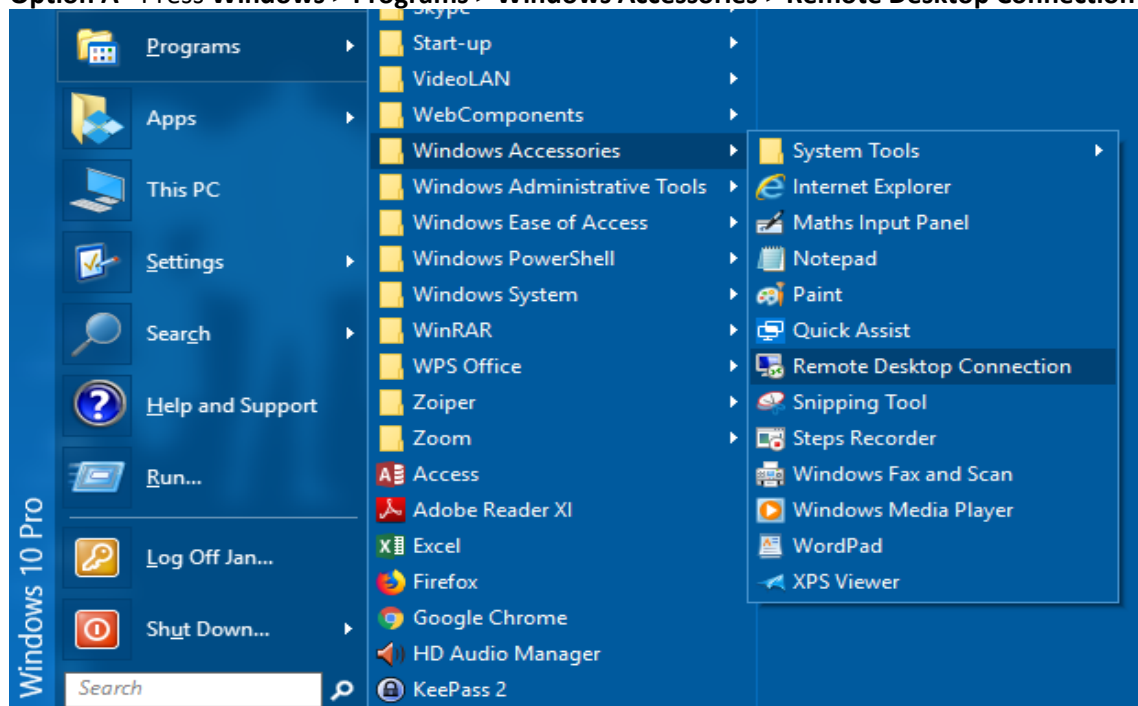 Option A - Press Windows > Programs > Windows Accessories > Remote Desktop Connection
Programs
Apps
This PC
Settings
Search
Help and Support
Run...
Log Off Jan...
Shut Down...
Search
Windows 10 Pro
Skype
Start-up
VideoLAN
WebComponents
Windows Accessories
Windows Administrative Tools
Windows Ease of Access
Windows PowerShell
Windows System
WinRAR
WPS Office
Zoiper
Zoom
Access
Adobe Reader XI
Excel
Firefox
Google Chrome
HD Audio Manager
KeePass 2
System Tools
Internet Explorer
Maths Input Panel
Notepad
Paint
Quick Assist
Remote Desktop Connection
Snipping Tool
Steps Recorder
Windows Fax and Scan
Windows Media Player
WordPad
XPS Viewer